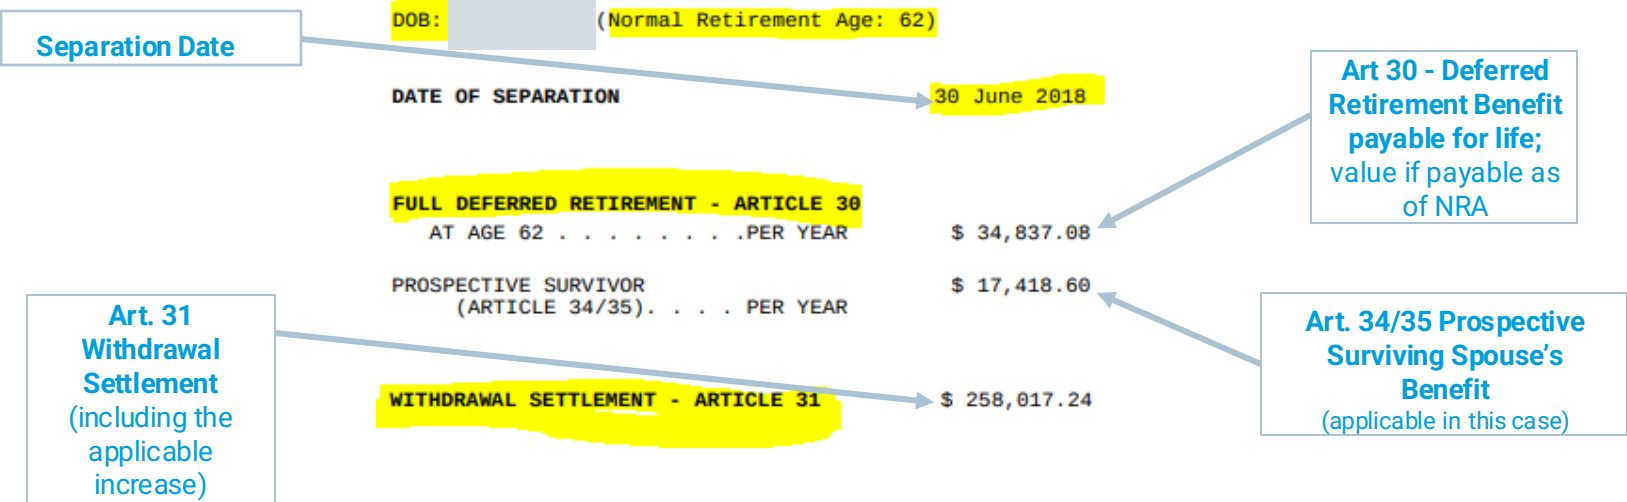 DOB: (Normal Retirement Age: 62)
Separation Date
DATE OF SEPARATION 30 June 2018
Art 30 - Deferred
Retirement Benefit
payable for life;
value if payable as
of NRA
FULL DEFERRED RETIREMENT - ARTICLE 30
AT AGE 62 . . . . . . . .PER YEAR $ 34,837.08
PROSPECTIVE SURVIVOR $ 17,418.60
(ARTICLE 34/35). . . . PER YEAR
Art. 31
Withdrawal
Settlement
(including the
applicable
increase)
Art. 34/35 Prospective
Surviving Spouse’s
Benefit
(applicable in this case)
WITHDRAWAL SETTLEMENT - ARTICLE 31 $ 258,017.24